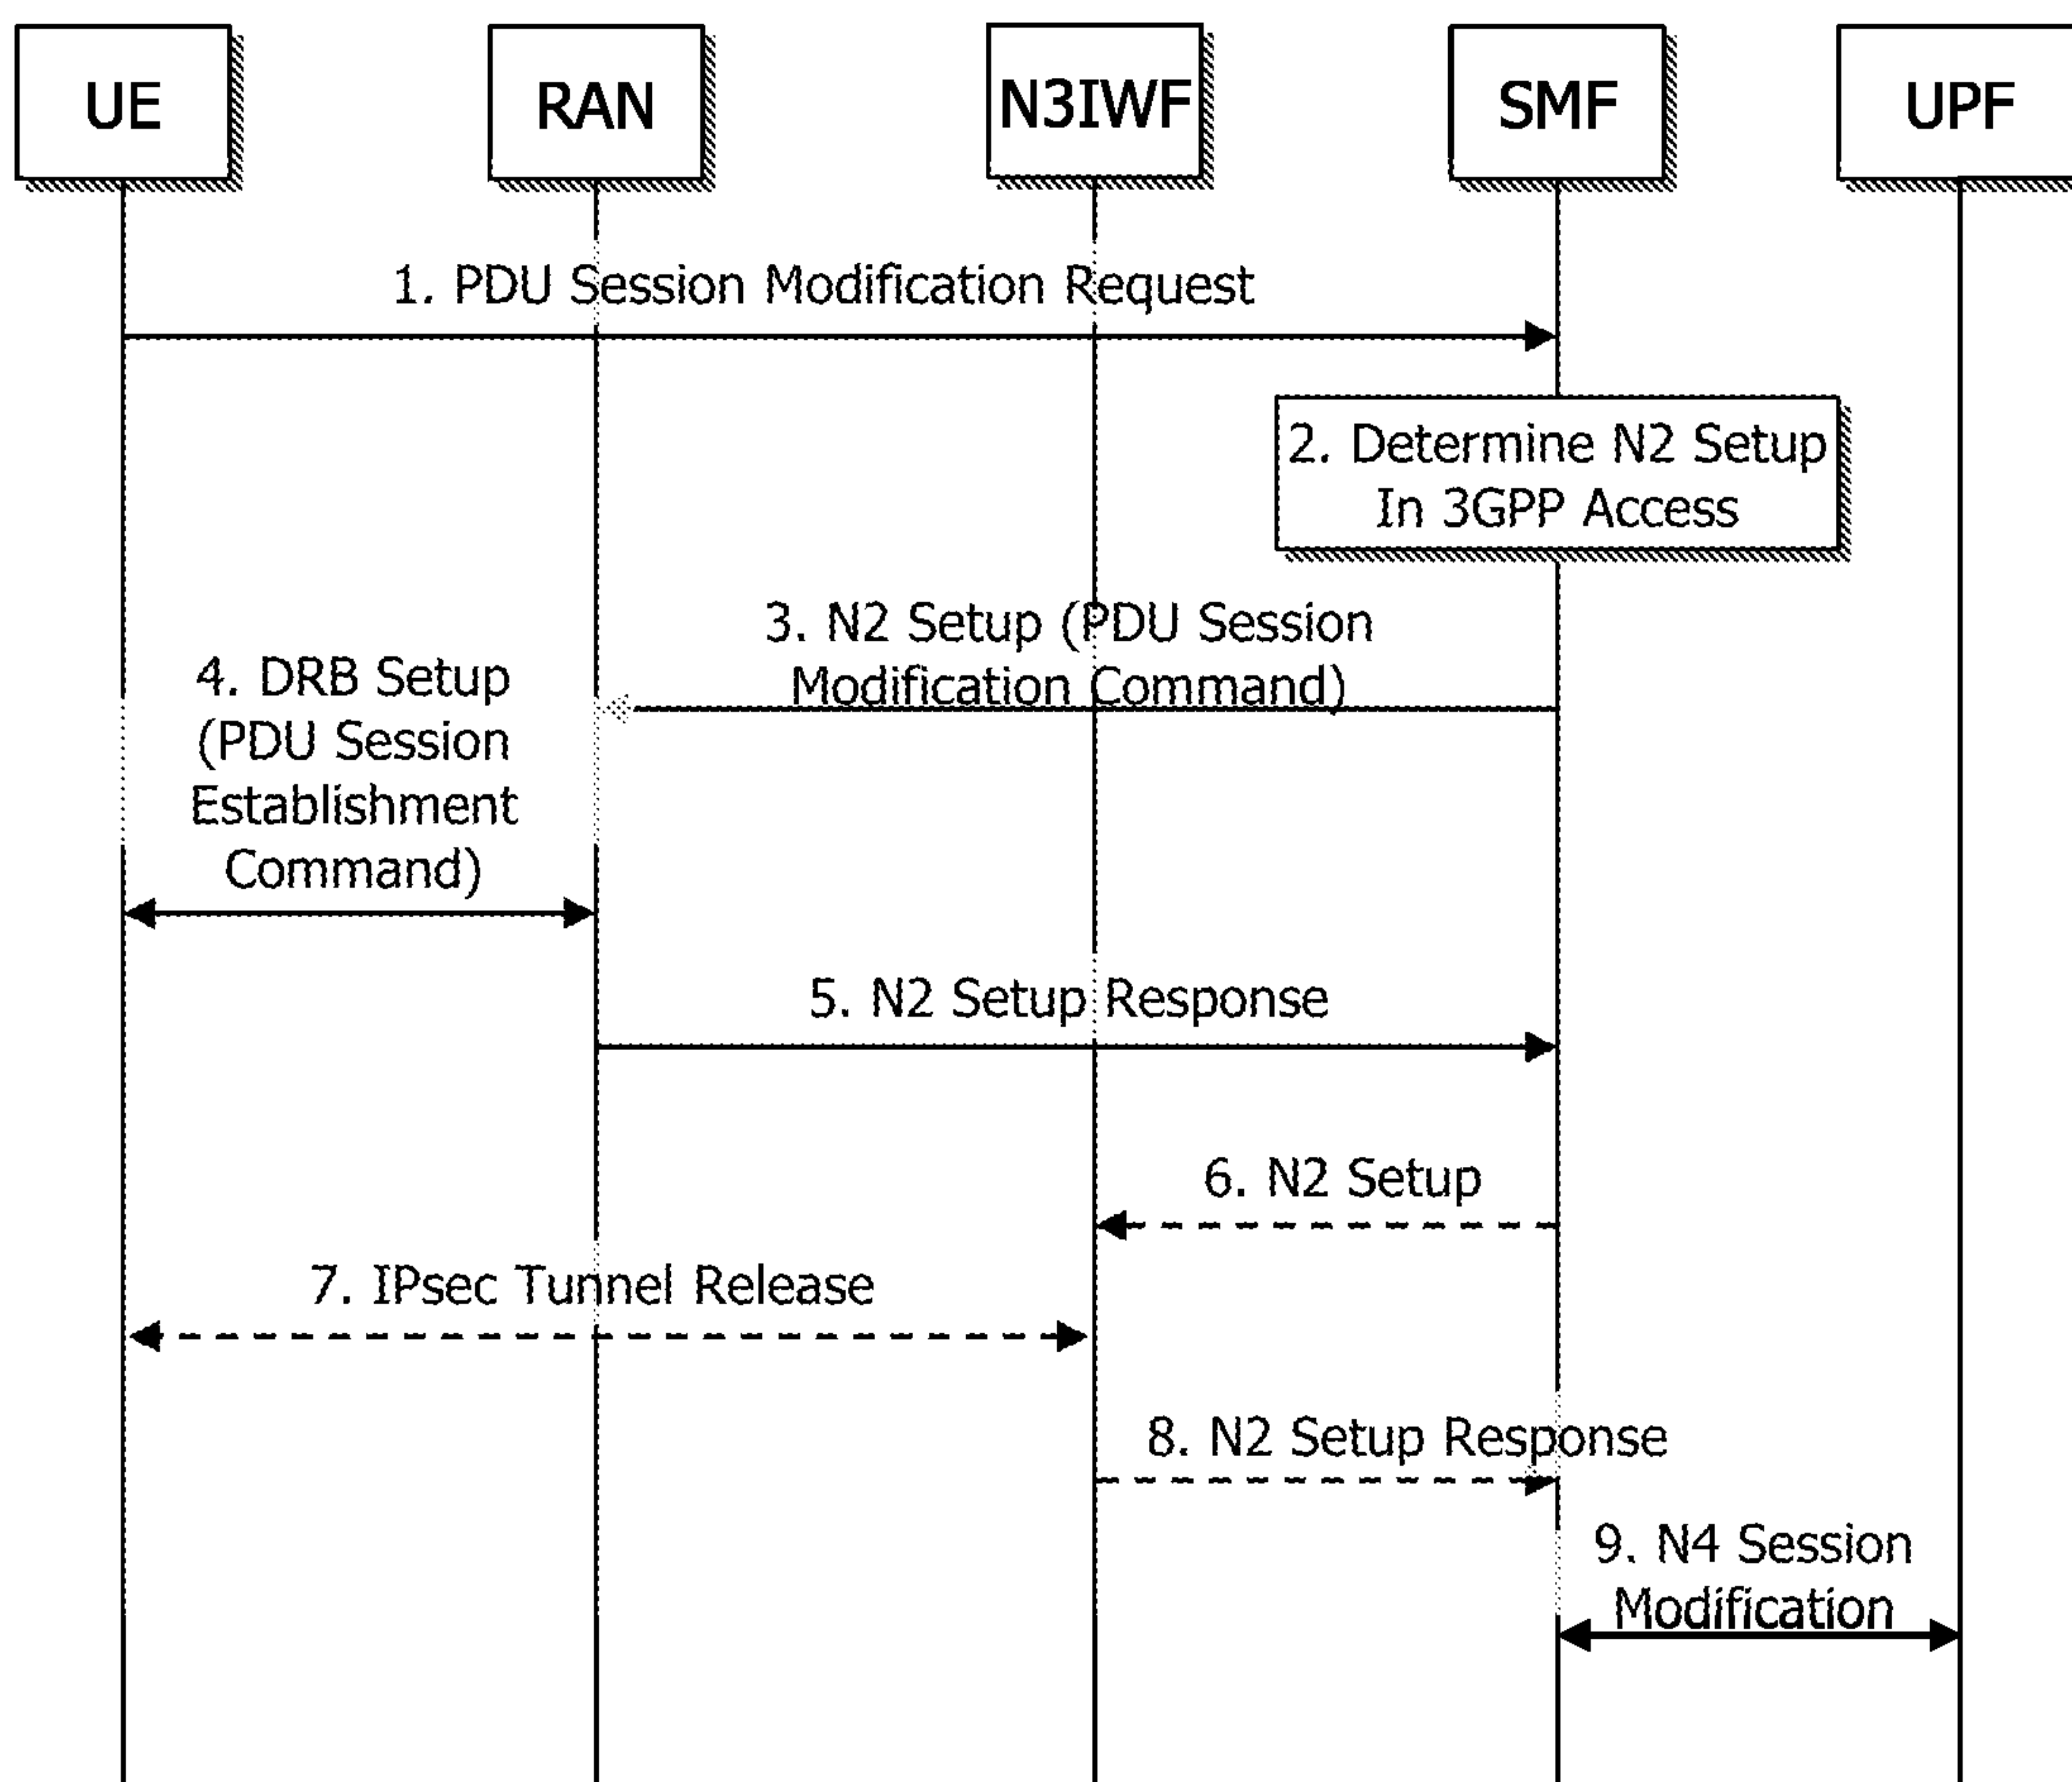 UE
RAN
N3IWF
SMF
UPF
1. PDU Session Modification Request
2. Determine N2 Setup
In 3GPP Access
3. N2 Setup (PDU Session
Modification Command)
4. DRB Setup
(PDU Session
Establishment
Command)
5. N2 Setup Response
6. N2 Setup
7. IPsec Tunnel Release
8. N2 Setup Response
9. N4 Session
Modification